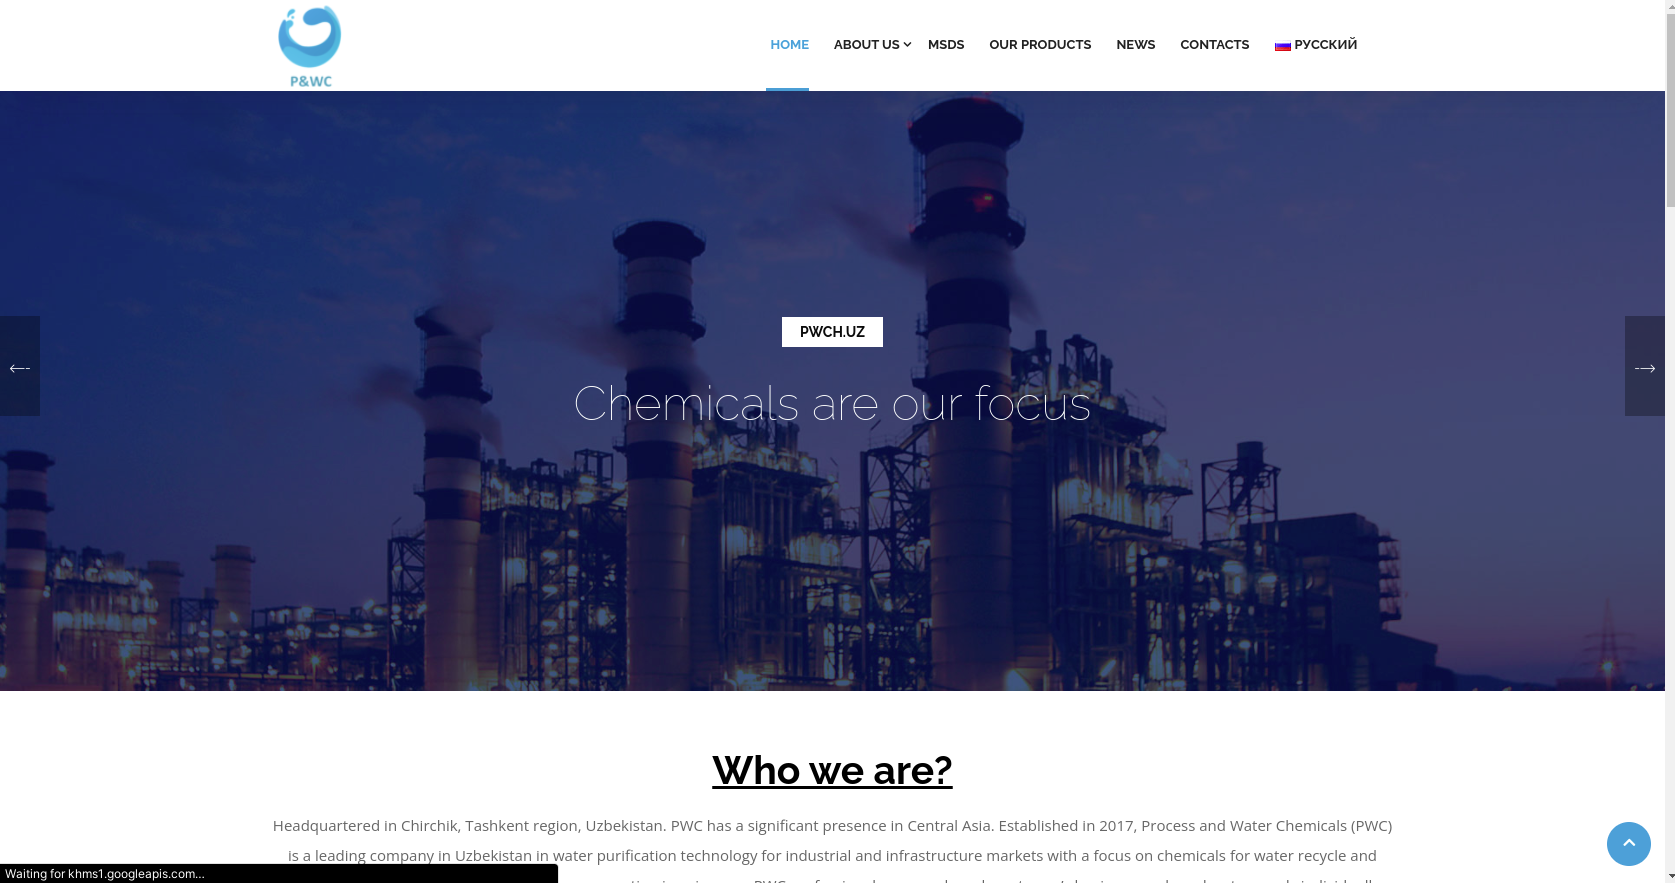 P&WC
HOME ABOUT US MSDS OUR PRODUCTS NEWS CONTACTS РУССКИЙ
PWCH.UZ
Chemicals are our focus
Who we are?
Headquartered in Chirchik, Tashkent region, Uzbekistan. PWC has a significant presence in Central Asia. Established in 2017, Process and Water Chemicals (PWC)
is a leading company in Uzbekistan in water purification technology for industrial and infrastructure markets with a focus on chemicals for water recycle and
Waiting for khms1.googleapis.com...